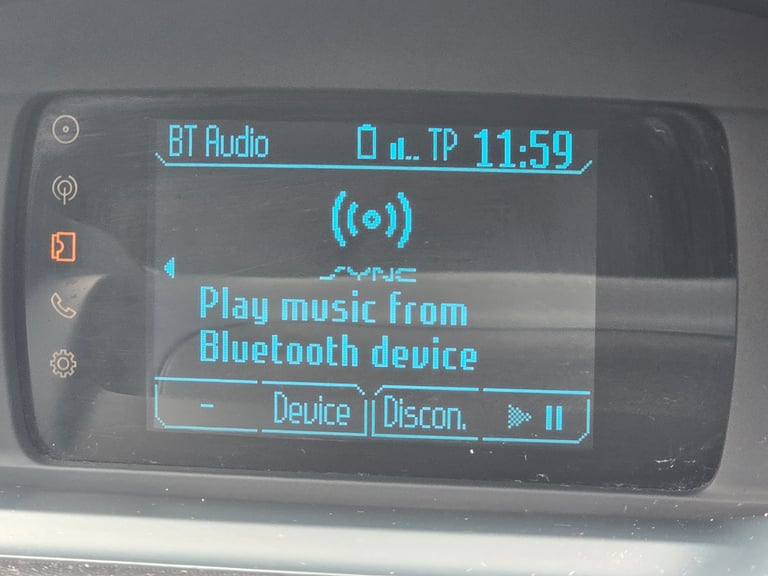 BT Audio TP 11:59
SYNC
Play music from
Bluetooth device
- Device Discon.